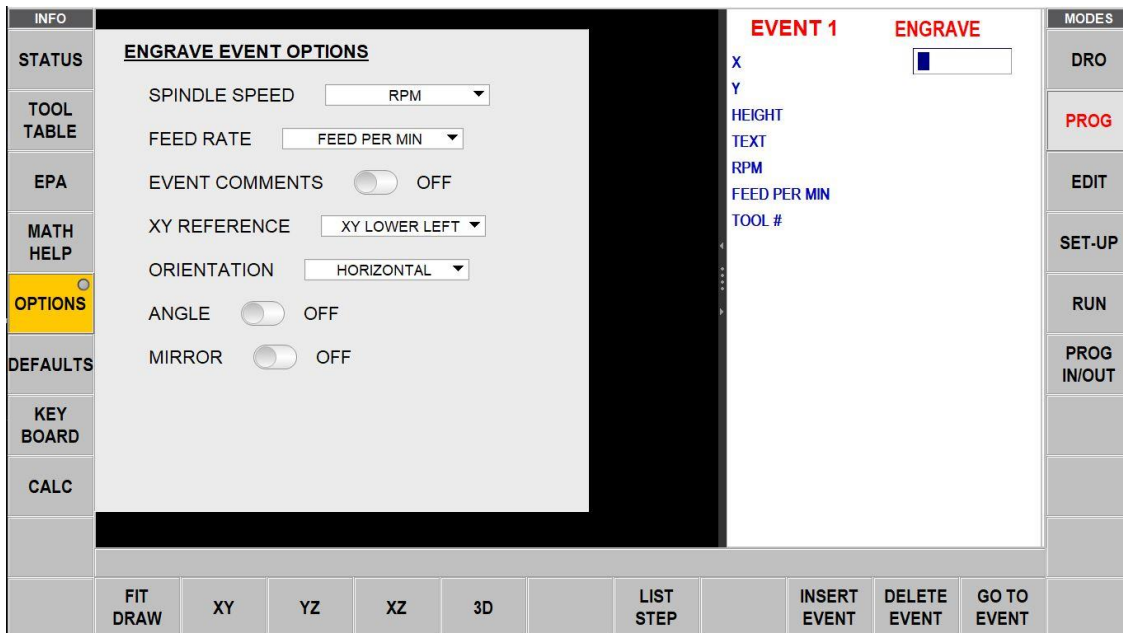 INFO
STATUS
TOOL
TABLE
EPA
MATH
HELP
OPTIONS
DEFAULTS
KEY
BOARD
CALC
ENGRAVE EVENT OPTIONS
SPINDLE SPEED RPM
FEED RATE FEED PER MIN
EVENT COMMENTS OFF
XY REFERENCE XY LOWER LEFT
ORIENTATION HORIZONTAL
ANGLE OFF
MIRROR OFF
EVENT 1 ENGRAVE
X
Y
HEIGHT
TEXT
RPM
FEED PER MIN
TOOL #
MODES
DRO
PROG
EDIT
SET-UP
RUN
PROG
IN/OUT
FIT
DRAW
XY
YZ
XZ
3D
LIST
STEP
INSERT
EVENT
DELETE
EVENT
GO TO
EVENT